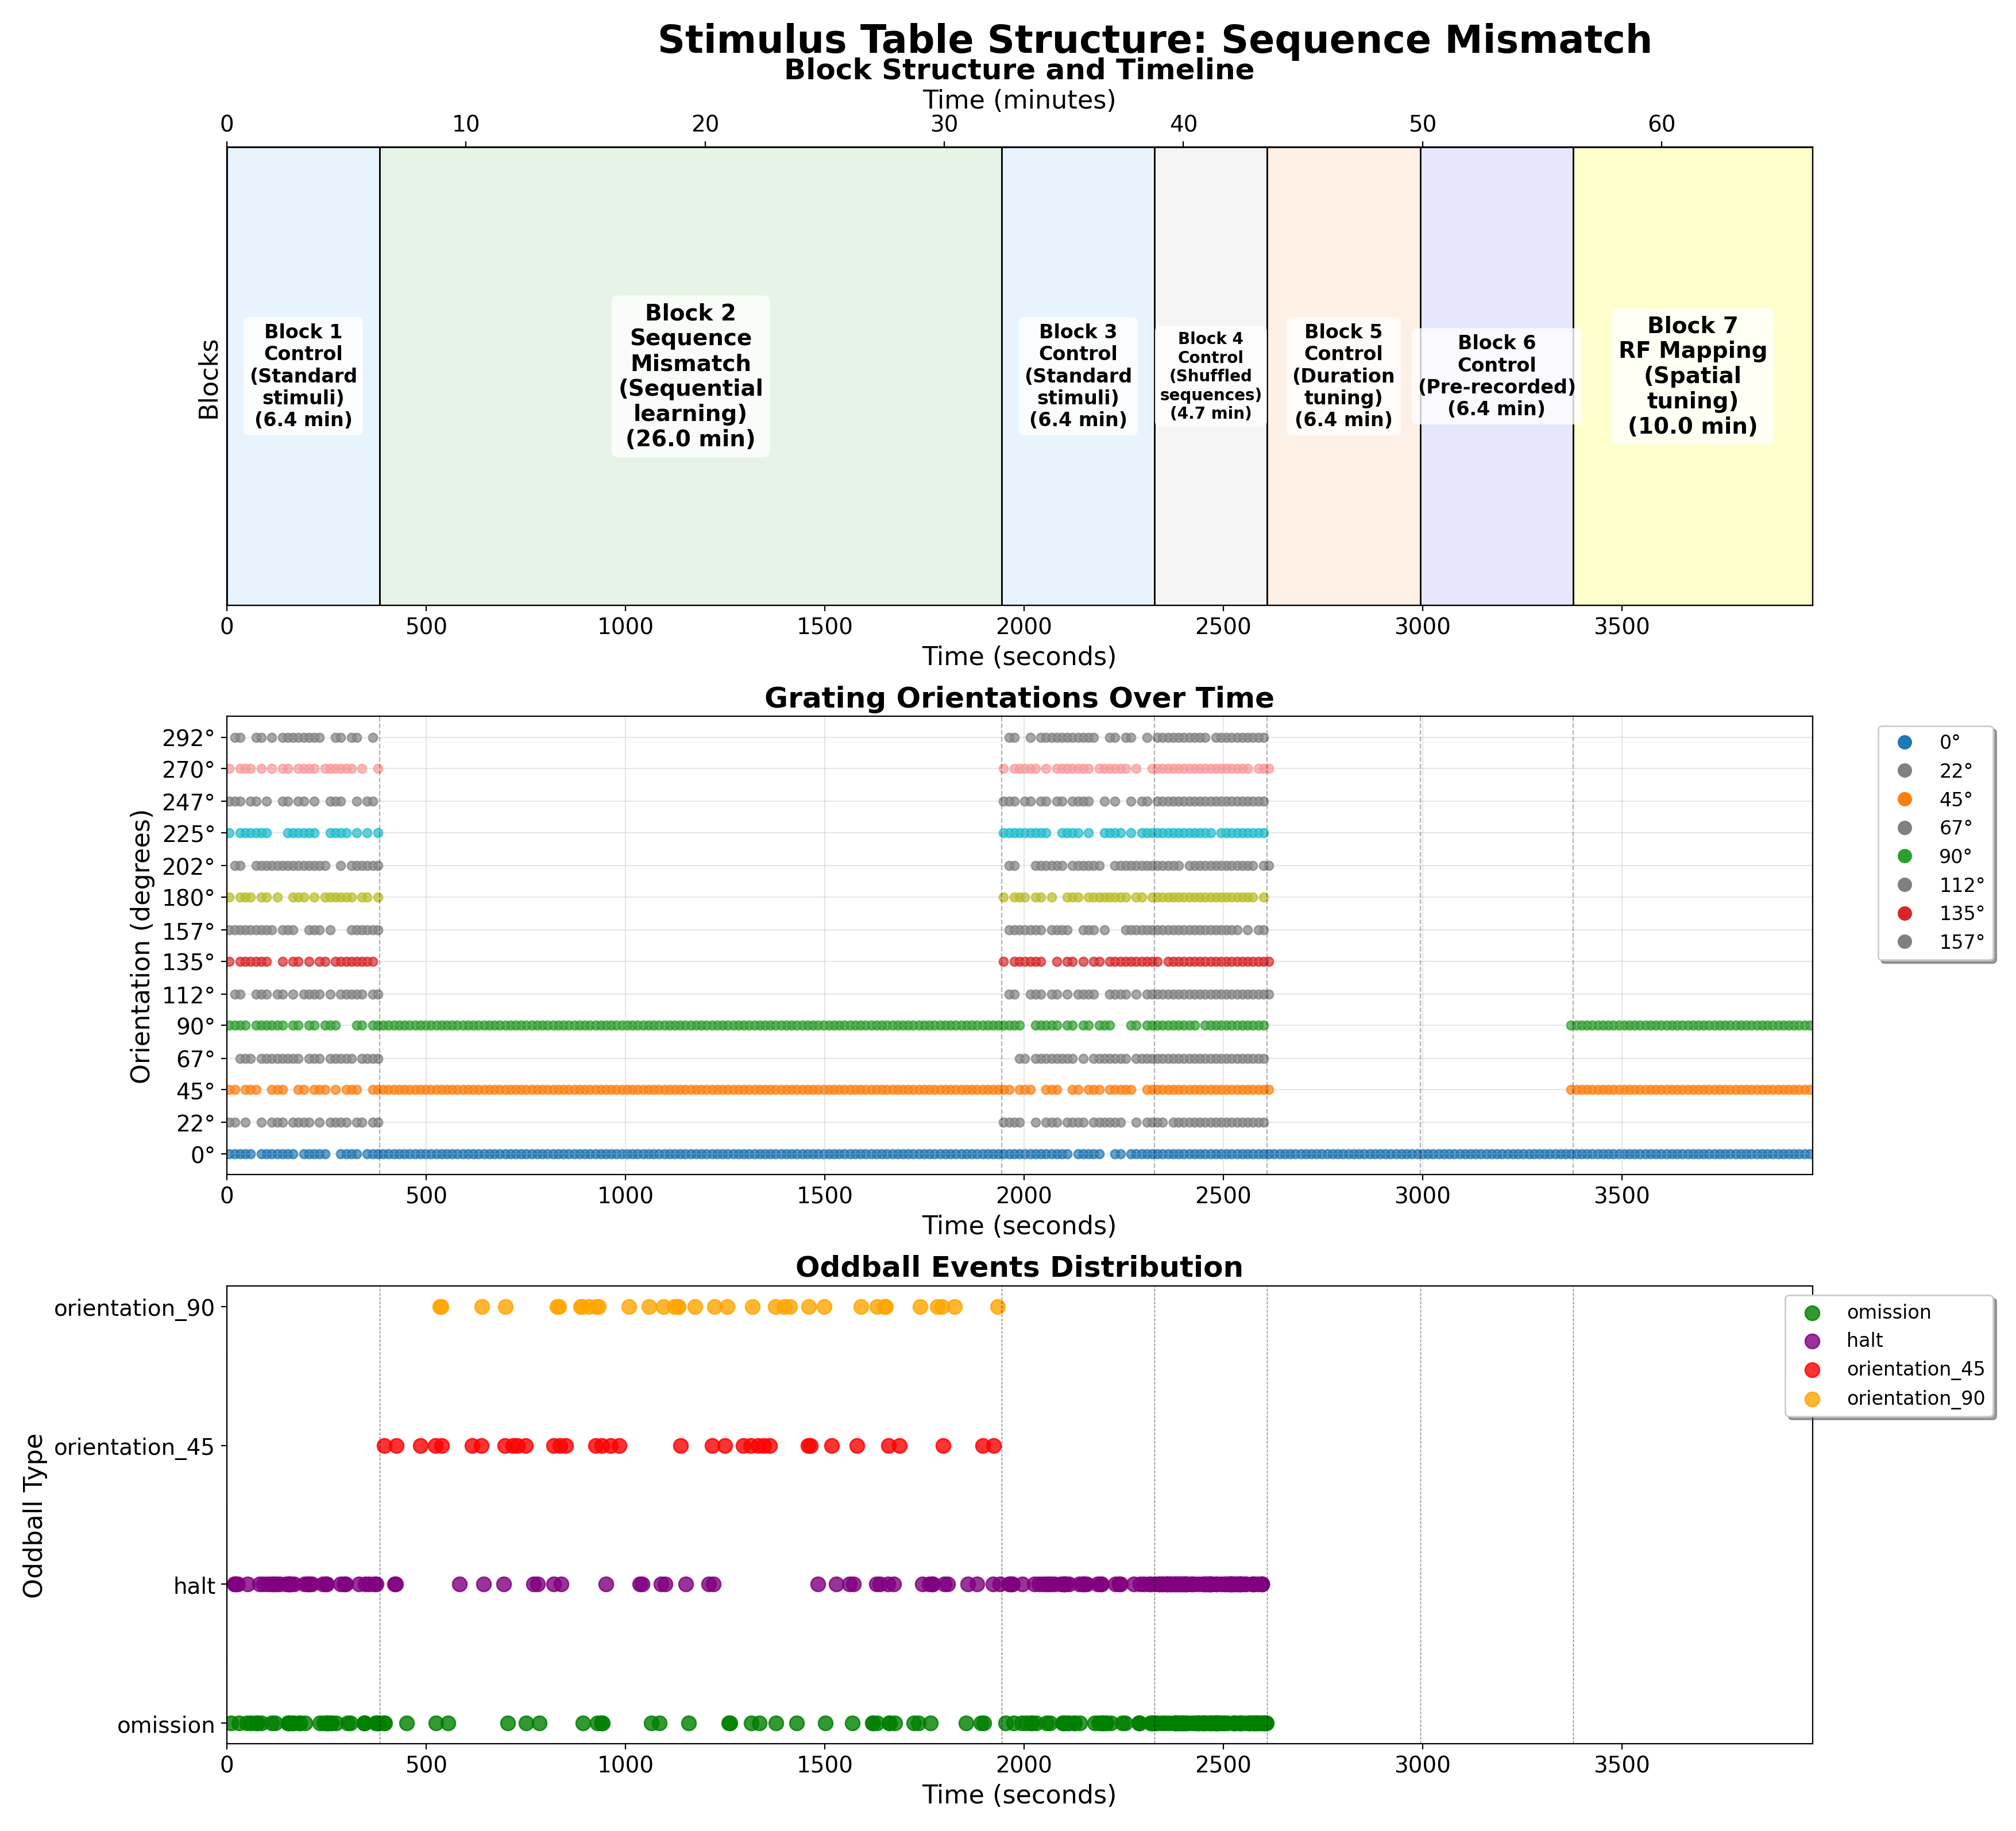 Stimulus Table Structure: Sequence Mismatch
Block Structure and Timeline
Time (minutes)
0 10 20 30 40 50 60
Blocks
Block 1
Control
(Standard
stimuli)
(6.4 min)
Block 2
Sequence
Mismatch
(Sequential
learning)
(26.0 min)
Block 3
Control
(Standard
stimuli)
(6.4 min)
Block 4
Control
(Shuffled
sequences)
(4.7 min)
Block 5
Control
(Duration
tuning)
(6.4 min)
Block 6
Control
(Pre-recorded)
(6.4 min)
Block 7
RF Mapping
(Spatial
tuning)
(10.0 min)
0 500 1000 1500 2000 2500 3000 3500
Time (seconds)
Grating Orientations Over Time
Orientation (degrees)
292°
270°
247°
225°
202°
180°
157°
135°
112°
90°
67°
45°
22°
0°
0 500 1000 1500 2000 2500 3000 3500
Time (seconds)
0°
22°
45°
67°
90°
112°
135°
157°
Oddball Events Distribution
Oddball Type
orientation_90
orientation_45
halt
omission
0 500 1000 1500 2000 2500 3000 3500
Time (seconds)
omission
halt
orientation_45
orientation_90